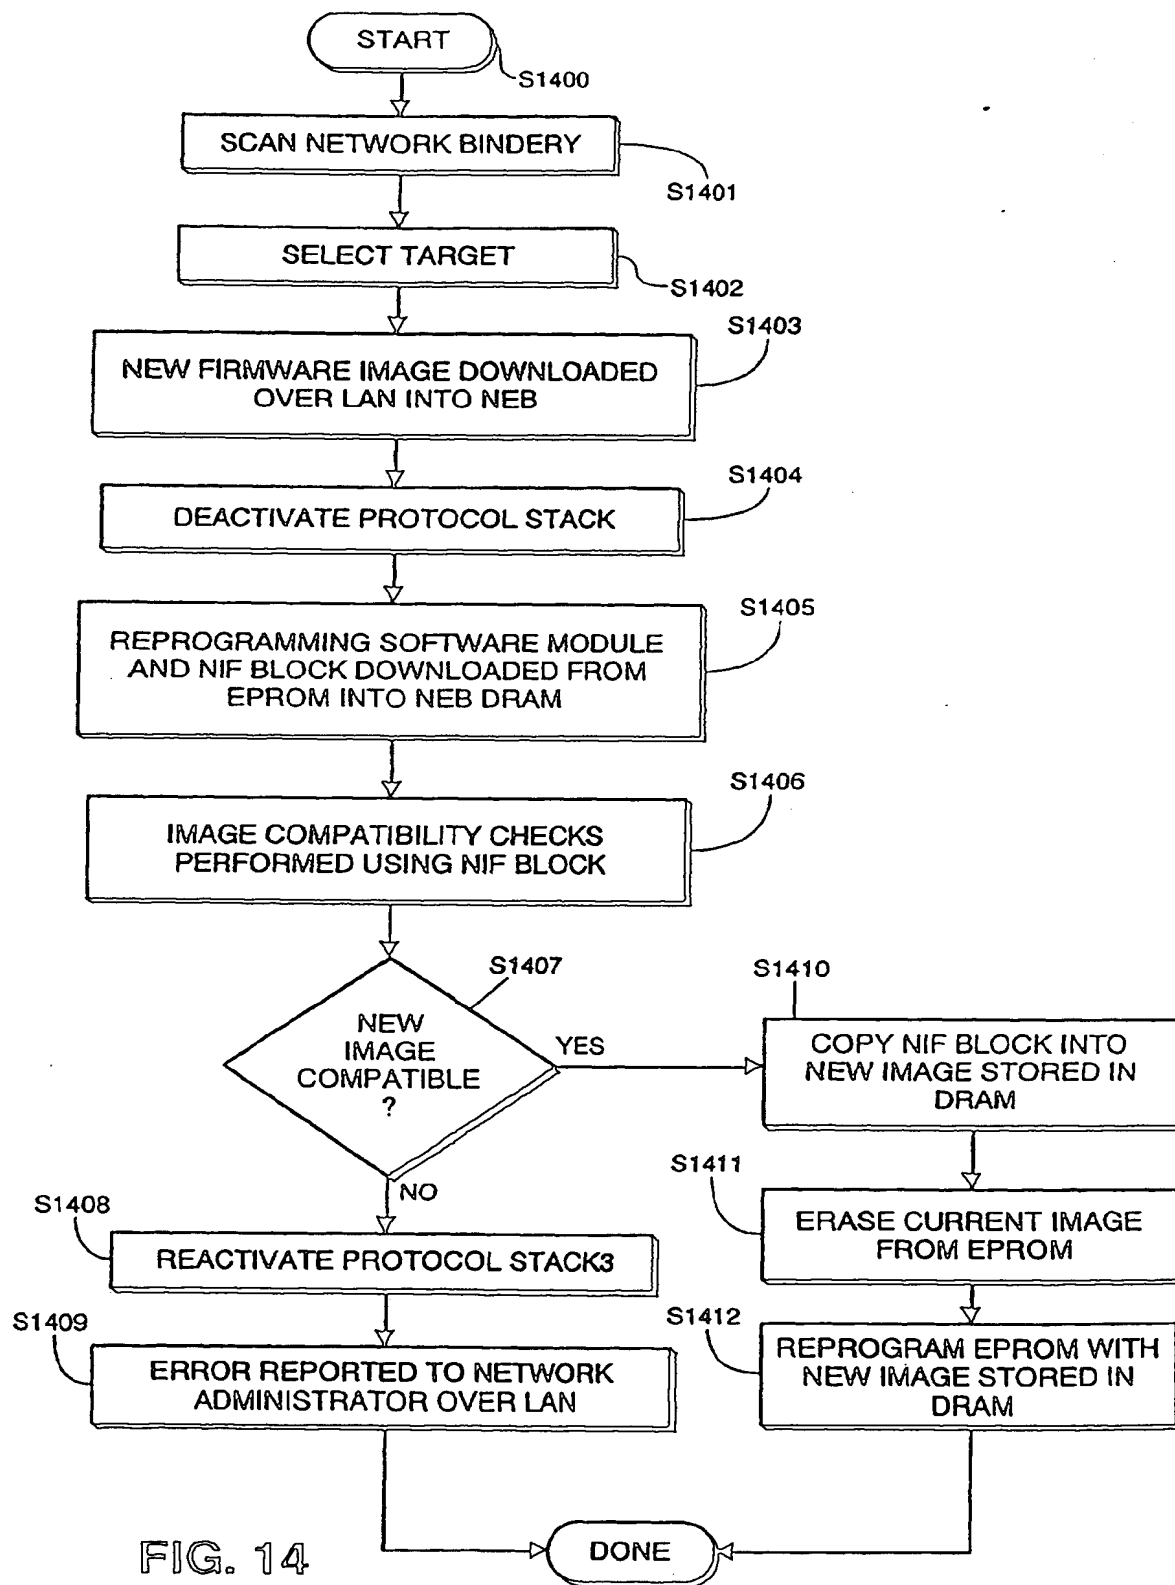 START
S1400
SCAN NETWORK BINDERY
S1401
SELECT TARGET
S1402
S1403
NEW FIRMWARE IMAGE DOWNLOADED
OVER LAN INTO NEB
S1404
DEACTIVATE PROTOCOL STACK
S1405
REPROGRAMMING SOFTWARE MODULE
AND NIF BLOCK DOWNLOADED FROM
EPROM INTO NEB DRAM
S1406
IMAGE COMPATIBILITY CHECKS
PERFORMED USING NIF BLOCK
S1407
NEW
IMAGE
COMPATIBLE
?
YES
NO
S1410
COPY NIF BLOCK INTO
NEW IMAGE STORED IN
DRAM
S1411
ERASE CURRENT IMAGE
FROM EPROM
S1412
REPROGRAM EPROM WITH
NEW IMAGE STORED IN
DRAM
S1408
REACTIVATE PROTOCOL STACK3
S1409
ERROR REPORTED TO NETWORK
ADMINISTRATOR OVER LAN
DONE
FIG. 14